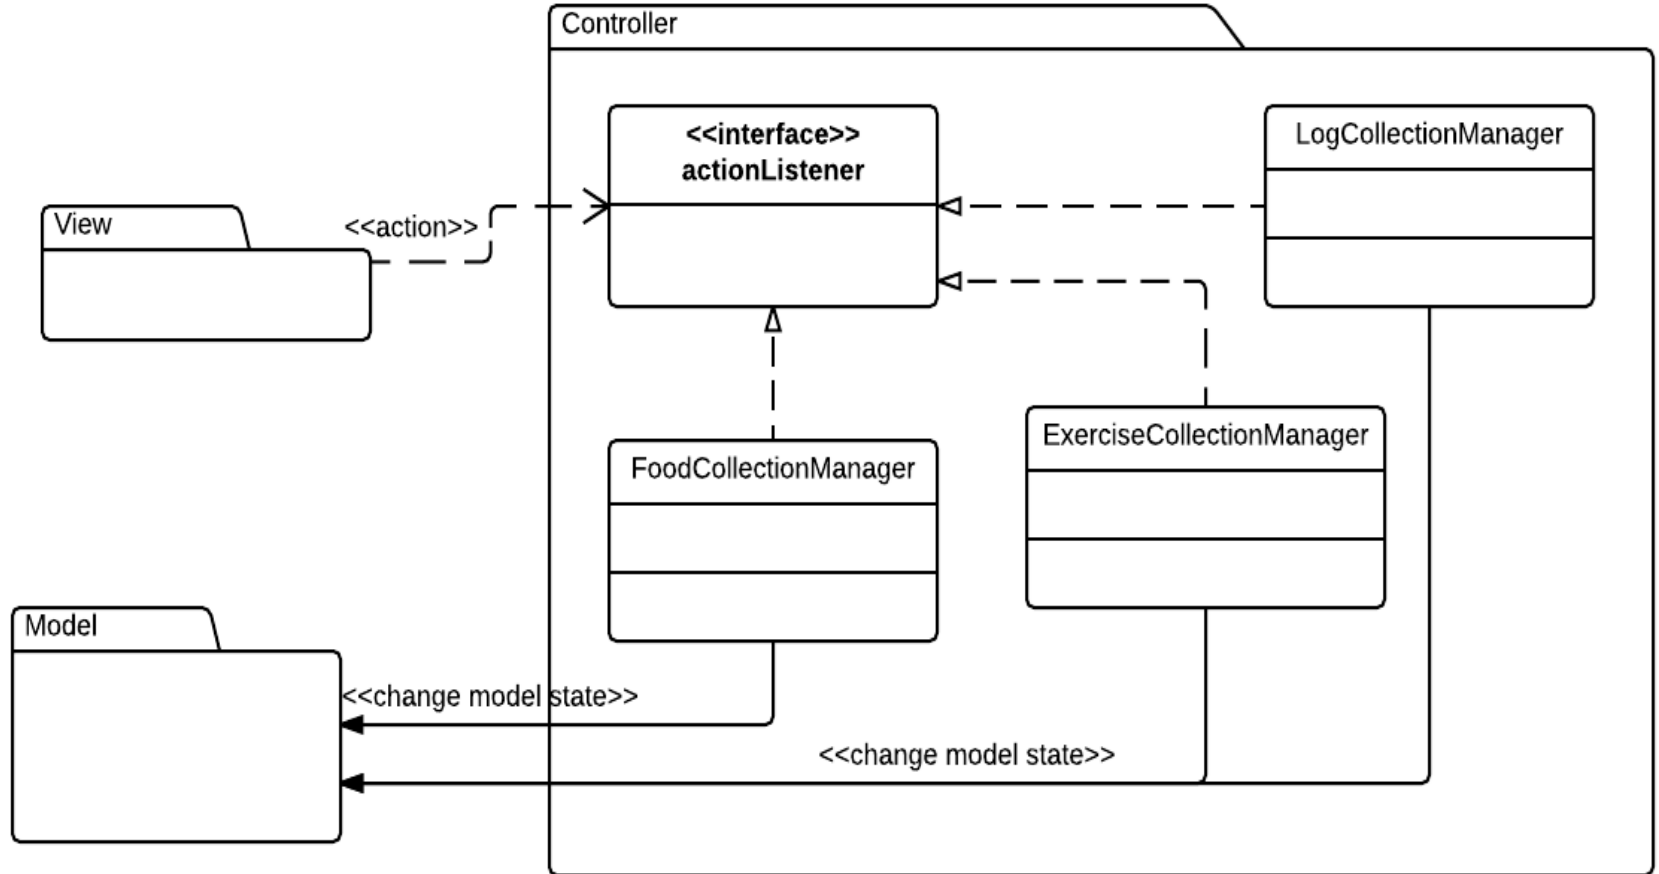 Controller
<<interface>>
actionListener
LogCollectionManager
View
<<action>>
ExerciseCollectionManager
FoodCollectionManager
Model
<<change model state>>
<<change model state>>